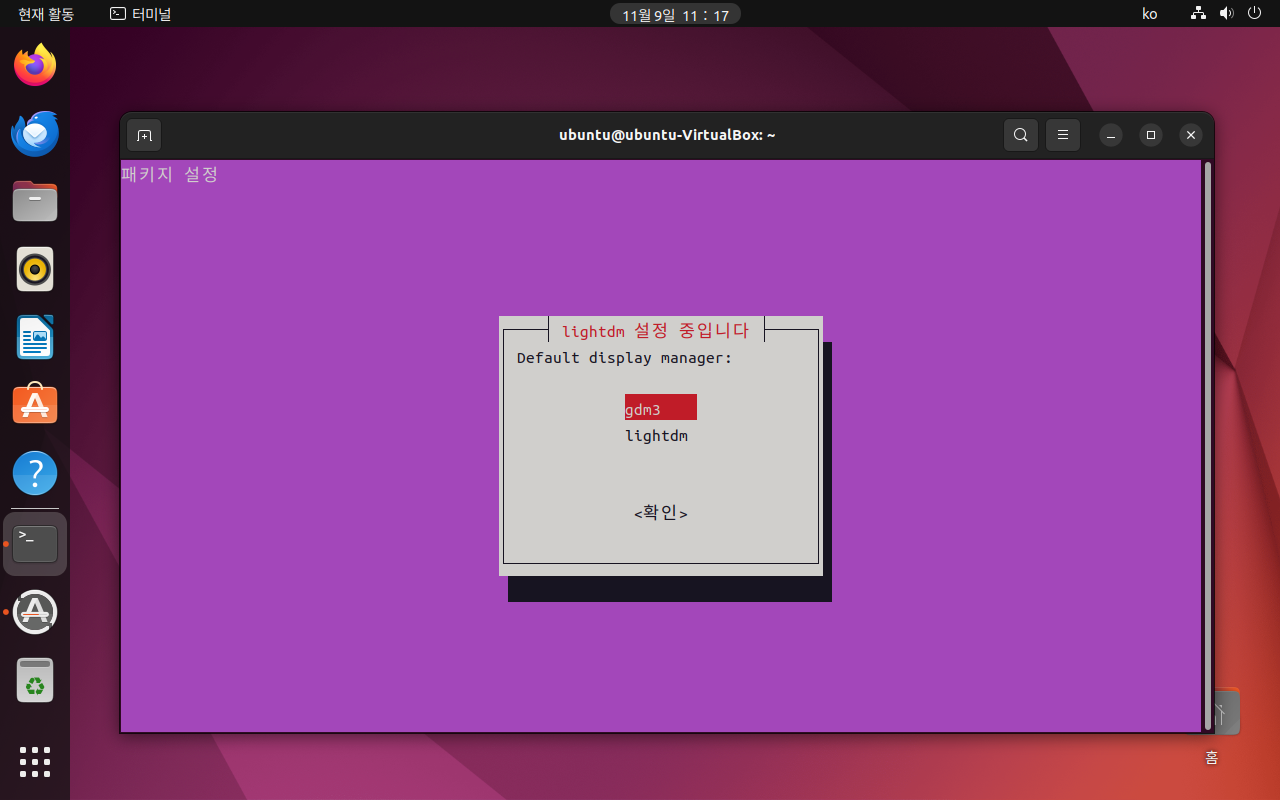 현재 활동
터미널
11월 9일 11 : 17
ko
ubuntu@ubuntu-VirtualBox: ~
패키지 설정
lightdm 설정 중입니다
Default display manager:
gdm3
lightdm
<확인>
>_
홈